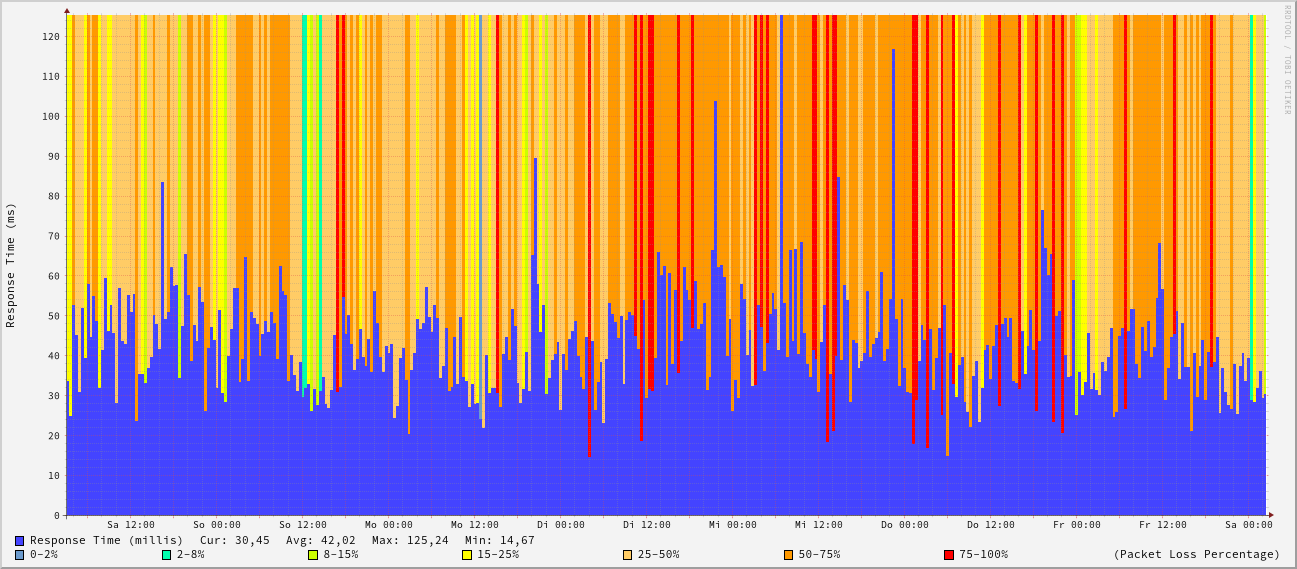 RRDTOOL / TOBI OETIKER
Response Time (ms)
120
110
100
90
80
70
60
50
40
30
20
10
0
Sa 12:00 So 00:00 So 12:00 Mo 00:00 Mo 12:00 Di 00:00 Di 12:00 Mi 00:00 Mi 12:00 Do 00:00 Do 12:00 Fr 00:00 Fr 12:00 Sa 00:00
Response Time (millis) Cur: 30,45 Avg: 42,02 Max: 125,24 Min: 14,67
0-2% 2-8% 8-15% 15-25% 25-50% 50-75% 75-100% (Packet Loss Percentage)